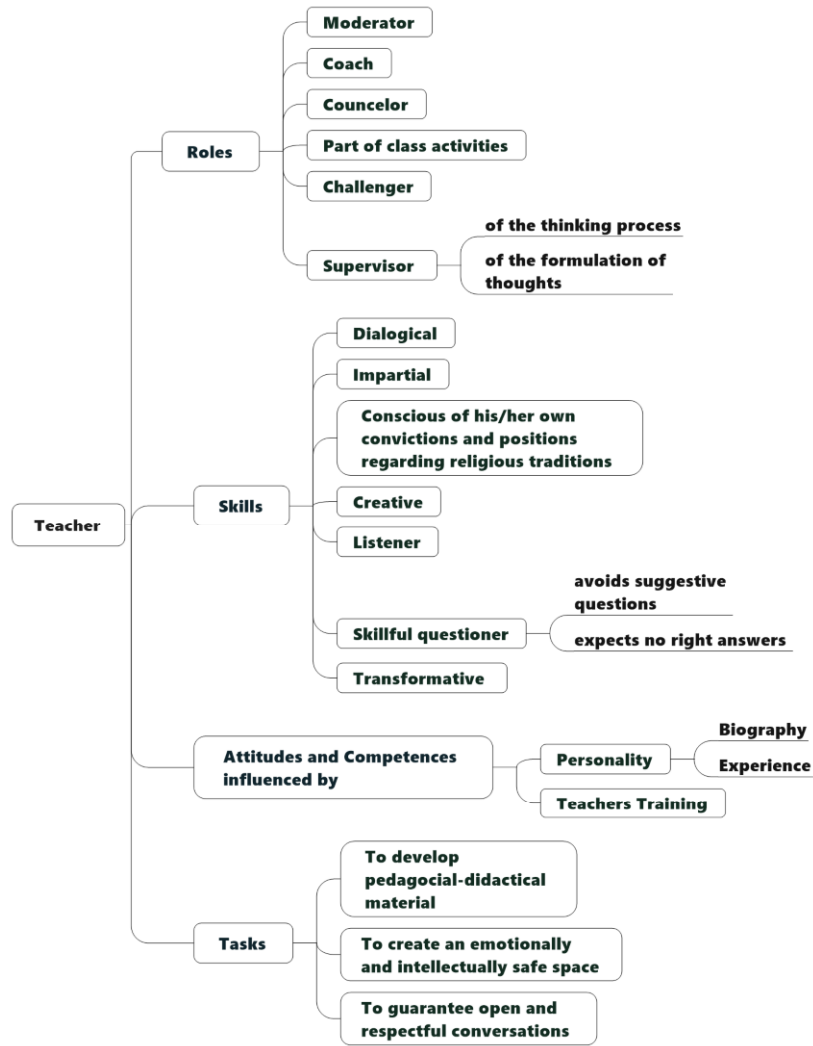 Moderator
Coach
Councelor
Roles
Part of class activities
Challenger
Supervisor
of the thinking process
of the formulation of
thoughts
Teacher
Skills
Dialogical
Impartial
Conscious of his/her own
convictions and positions
regarding religious traditions
Creative
Listener
Skillful questioner
avoids suggestive
questions
expects no right answers
Transformative
Attitudes and Competences
influenced by
Personality
Biography
Experience
Teachers Training
Tasks
To develop
pedagocial-didactical
material
To create an emotionally
and intellectually safe space
To guarantee open and
respectful conversations